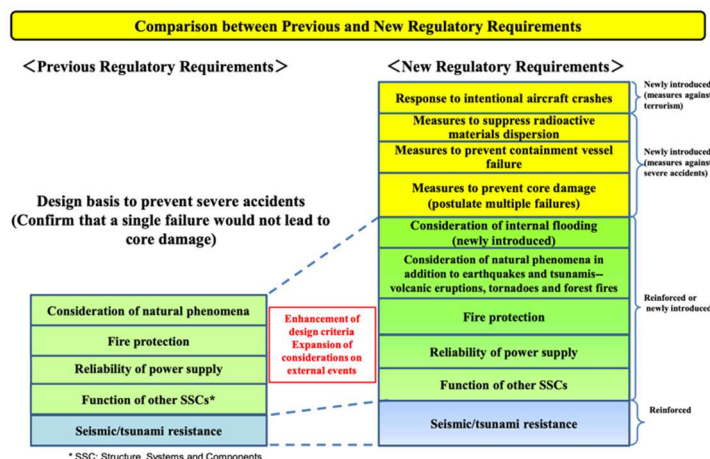 Comparison between Previous and New Regulatory Requirements
＜Previous Regulatory Requirements＞
Design basis to prevent severe accidents
(Confirm that a single failure would not lead to
core damage)
Consideration of natural phenomena
Fire protection
Reliability of power supply
Function of other SSCs*
Seismic/tsunami resistance
* SSC: Structure, Systems and Components
Enhancement of
design criteria
Expansion of
considerations on
external events
＜New Regulatory Requirements＞
Response to intentional aircraft crashes
Measures to suppress radioactive
materials dispersion
Measures to prevent containment vessel
failure
Measures to prevent core damage
(postulate multiple failures)
Consideration of internal flooding
(newly introduced)
Consideration of natural phenomena in
addition to earthquakes and tsunamis--
volcanic eruptions, tornadoes and forest fires
Fire protection
Reliability of power supply
Function of other SSCs
Seismic/tsunami resistance
Newly introduced
(measures against
terrorism)
Newly introduced
(measures against
severe accidents)
Reinforced or
newly introduced
Reinforced